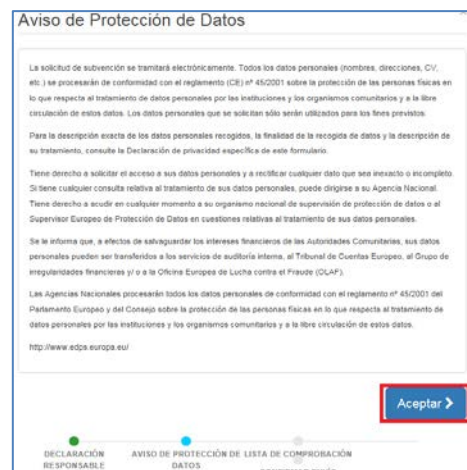 Aviso de Protección de Datos
La solicitud de subvención se tramitará electrónicamente. Todos los datos personales (nombres, direcciones, CV,
etc.) se procesarán de conformidad con el reglamento (CE) nº 45/2001 sobre la protección de las personas físicas en
lo que respecta al tratamiento de datos personales por las instituciones y los organismos comunitarios y a la libre
circulación de estos datos. Los datos personales que se solicitan sólo serán utilizados para los fines previstos.
Para la descripción exacta de los datos personales recogidos, la finalidad de la recogida de datos y la descripción de
su tratamiento, consulte la Declaración de privacidad específica de este formulario.
Tiene derecho a solicitar el acceso a sus datos personales y a rectificar cualquier dato que sea inexacto o incompleto.
Si tiene cualquier consulta relativa al tratamiento de sus datos personales, puede dirigirse a su Agencia Nacional.
Tiene derecho a acudir en cualquier momento a su organismo nacional de supervisión de protección de datos o al
Supervisor Europeo de Protección de Datos en cuestiones relativas al tratamiento de sus datos personales.
Se le informa que, a efectos de salvaguardar los intereses financieros de las Autoridades Comunitarias, sus datos
personales pueden ser transferidos a los servicios de auditoría interna, al Tribunal de Cuentas Europeo, al Grupo de
irregularidades financieras y/ o a la Oficina Europea de Lucha contra el Fraude (OLAF).
Las Agencias Nacionales procesarán todos los datos personales de conformidad con el reglamento nº 45/2001 del
Parlamento Europeo y del Consejo sobre la protección de las personas físicas en lo que respecta al tratamiento de
datos personales por las instituciones y los organismos comunitarios y a la libre circulación de estos datos.
http://www.edps.europa.eu/
Aceptar
DECLARACIÓN RESPONSABLE
AVISO DE PROTECCIÓN DE DATOS
LISTA DE COMPROBACIÓN